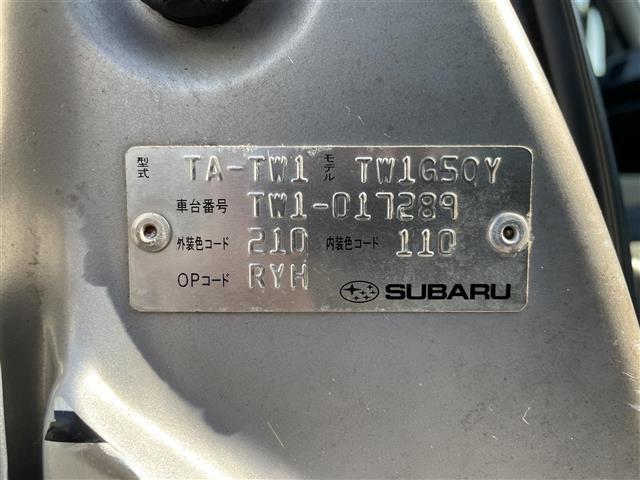 型式 TA-TW1 モデル TW1G50Y
車台番号 TW1-017289
外装色コード 210 内装色コード 110
OPコード RYH
SUBARU